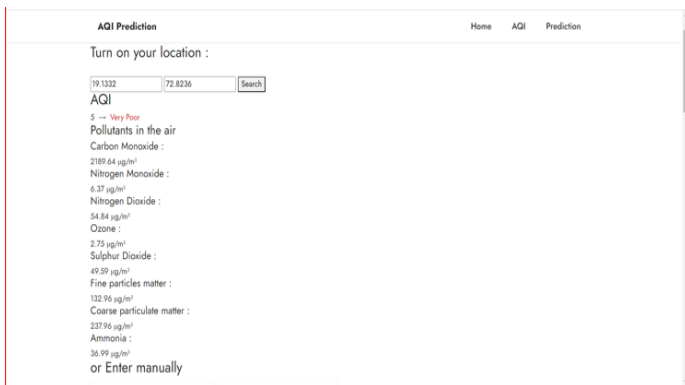 AQI Prediction Home AQI Prediction
Turn on your location :
19.1332 72.8236 Search
AQI
5 → Very Poor
Pollutants in the air
Carbon Monoxide :
2189.64 μg/m³
Nitrogen Monoxide :
6.37 μg/m³
Nitrogen Dioxide :
54.84 μg/m³
Ozone :
2.75 μg/m³
Sulphur Dioxide :
49.59 μg/m³
Fine particles matter :
132.96 μg/m³
Coarse particulate matter :
237.96 μg/m³
Ammonia :
36.99 μg/m³
or Enter manually